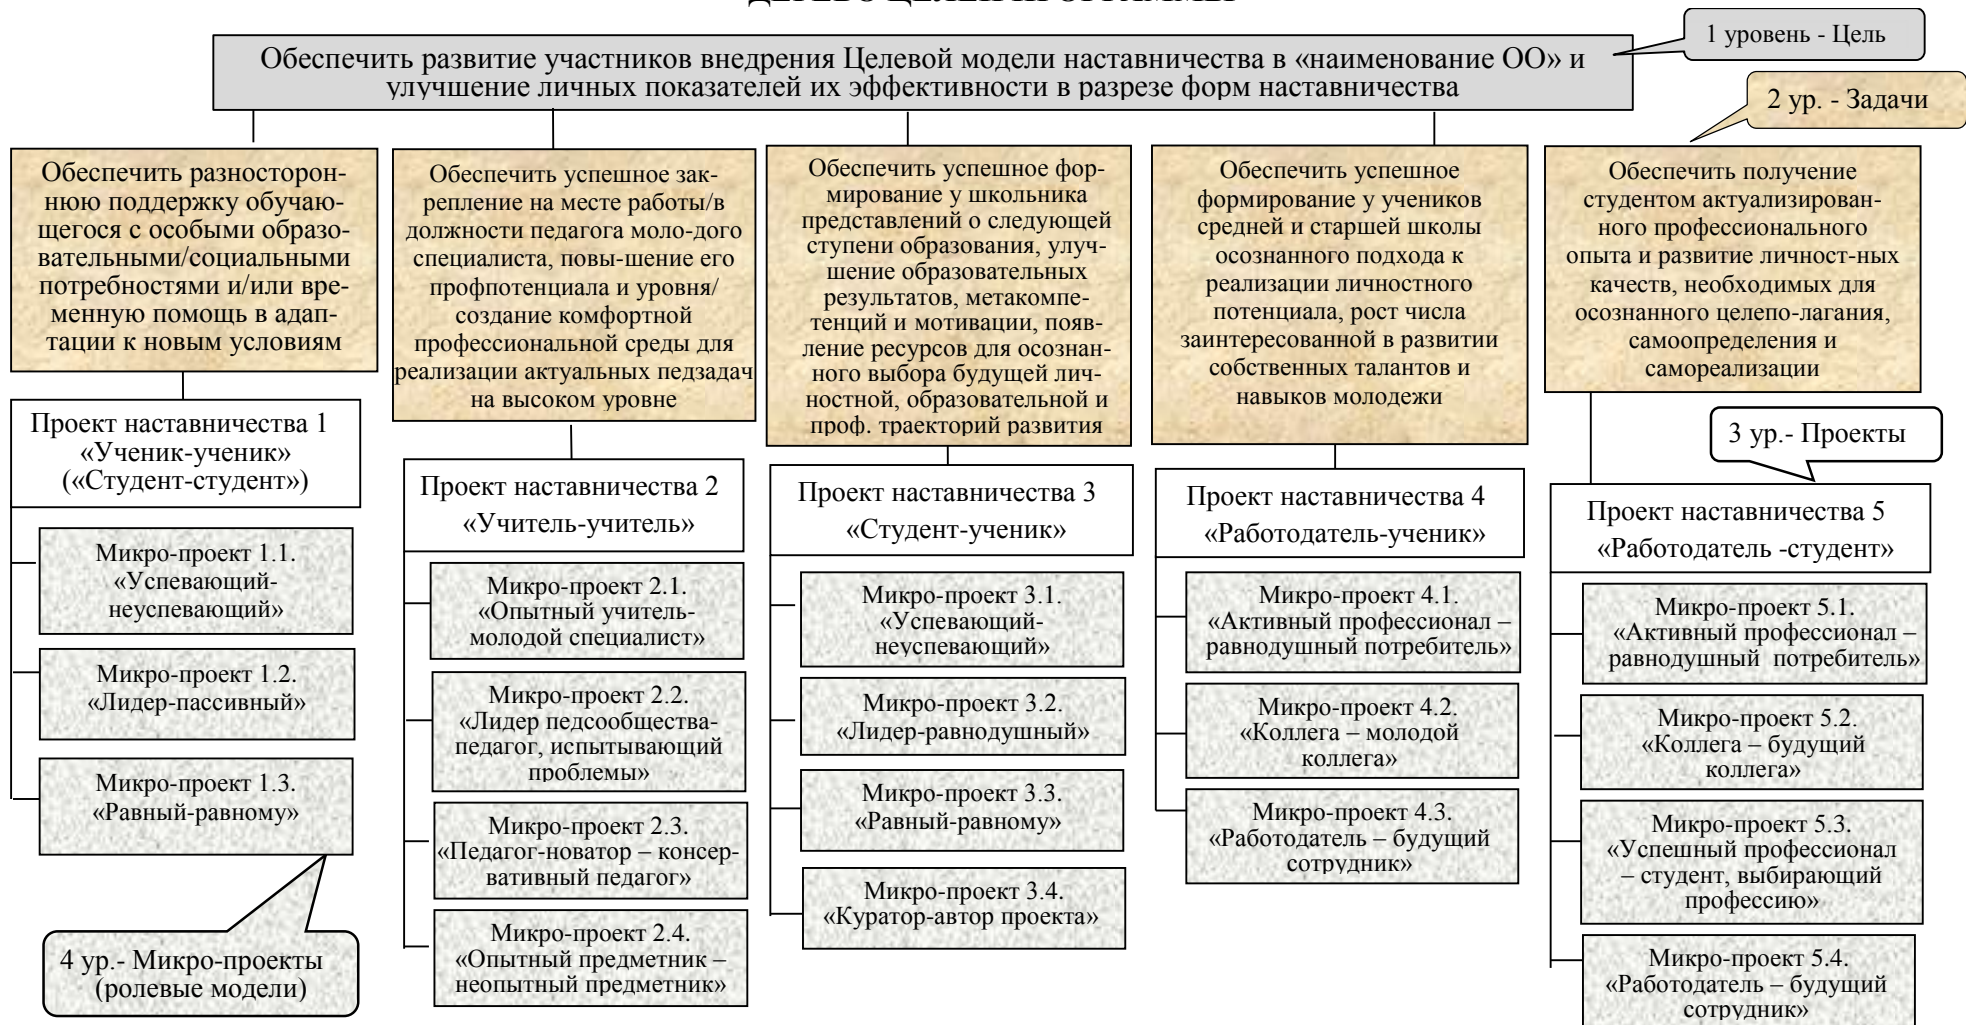 ДЕРЕВО ЦЕЛЕЙ ПРОГРАММЫ
1 уровень - Цель
Обеспечить развитие участников внедрения Целевой модели наставничества в «наименование ОО» и
улучшение личных показателей их эффективности в разрезе форм наставничества
2 ур. - Задачи
Обеспечить разносторон-
нюю поддержку обучаю-
щегося с особыми образо-
вательными/социальными
потребностями и/или вре-
менную помощь в адап-
тации к новым условиям
Обеспечить успешное зак-
репление на месте работы/в
должности педагога моло-дого
специалиста, повы-шение его
профпотенциала и уровня/
создание комфортной
профессиональной среды для
реализации актуальных педзадач
на высоком уровне
Обеспечить успешное фор-
мирование у школьника
представлений о следующей
ступени образования, улуч-
шение образовательных
результатов, метакомпе-
тенций и мотивации, появ-
ление ресурсов для осознан-
ного выбора будущей лич-
ностной, образовательной и
проф. траекторий развития
Обеспечить успешное
формирование у учеников
средней и старшей школы
осознанного подхода к
реализации личностного
потенциала, рост числа
заинтересованной в развитии
собственных талантов и
навыков молодежи
Обеспечить получение
студентом актуализирован-
ного профессионального
опыта и развитие личност-ных
качеств, необходимых для
осознанного целепо-лагания,
самоопределения и
самореализации
3 ур.- Проекты
Проект наставничества 1
«Ученик-ученик»
(«Студент-студент»)
Микро-проект 1.1.
«Успевающий-
неуспевающий»
Микро-проект 1.2.
«Лидер-пассивный»
Микро-проект 1.3.
«Равный-равному»
4 ур.- Микро-проекты
(ролевые модели)
Проект наставничества 2
«Учитель-учитель»
Микро-проект 2.1.
«Опытный учитель-
молодой специалист»
Микро-проект 2.2.
«Лидер педсообщества-
педагог, испытывающий
проблемы»
Микро-проект 2.3.
«Педагог-новатор – консер-
вативный педагог»
Микро-проект 2.4.
«Опытный предметник –
неопытный предметник»
Проект наставничества 3
«Студент-ученик»
Микро-проект 3.1.
«Успевающий-
неуспевающий»
Микро-проект 3.2.
«Лидер-равнодушный»
Микро-проект 3.3.
«Равный-равному»
Микро-проект 3.4.
«Куратор-автор проекта»
Проект наставничества 4
«Работодатель-ученик»
Микро-проект 4.1.
«Активный профессионал –
равнодушный потребитель»
Микро-проект 4.2.
«Коллега – молодой
коллега»
Микро-проект 4.3.
«Работодатель – будущий
сотрудник»
Проект наставничества 5
«Работодатель -студент»
Микро-проект 5.1.
«Активный профессионал –
равнодушный потребитель»
Микро-проект 5.2.
«Коллега – будущий
коллега»
Микро-проект 5.3.
«Успешный профессионал
– студент, выбирающий
профессию»
Микро-проект 5.4.
«Работодатель – будущий
сотрудник»